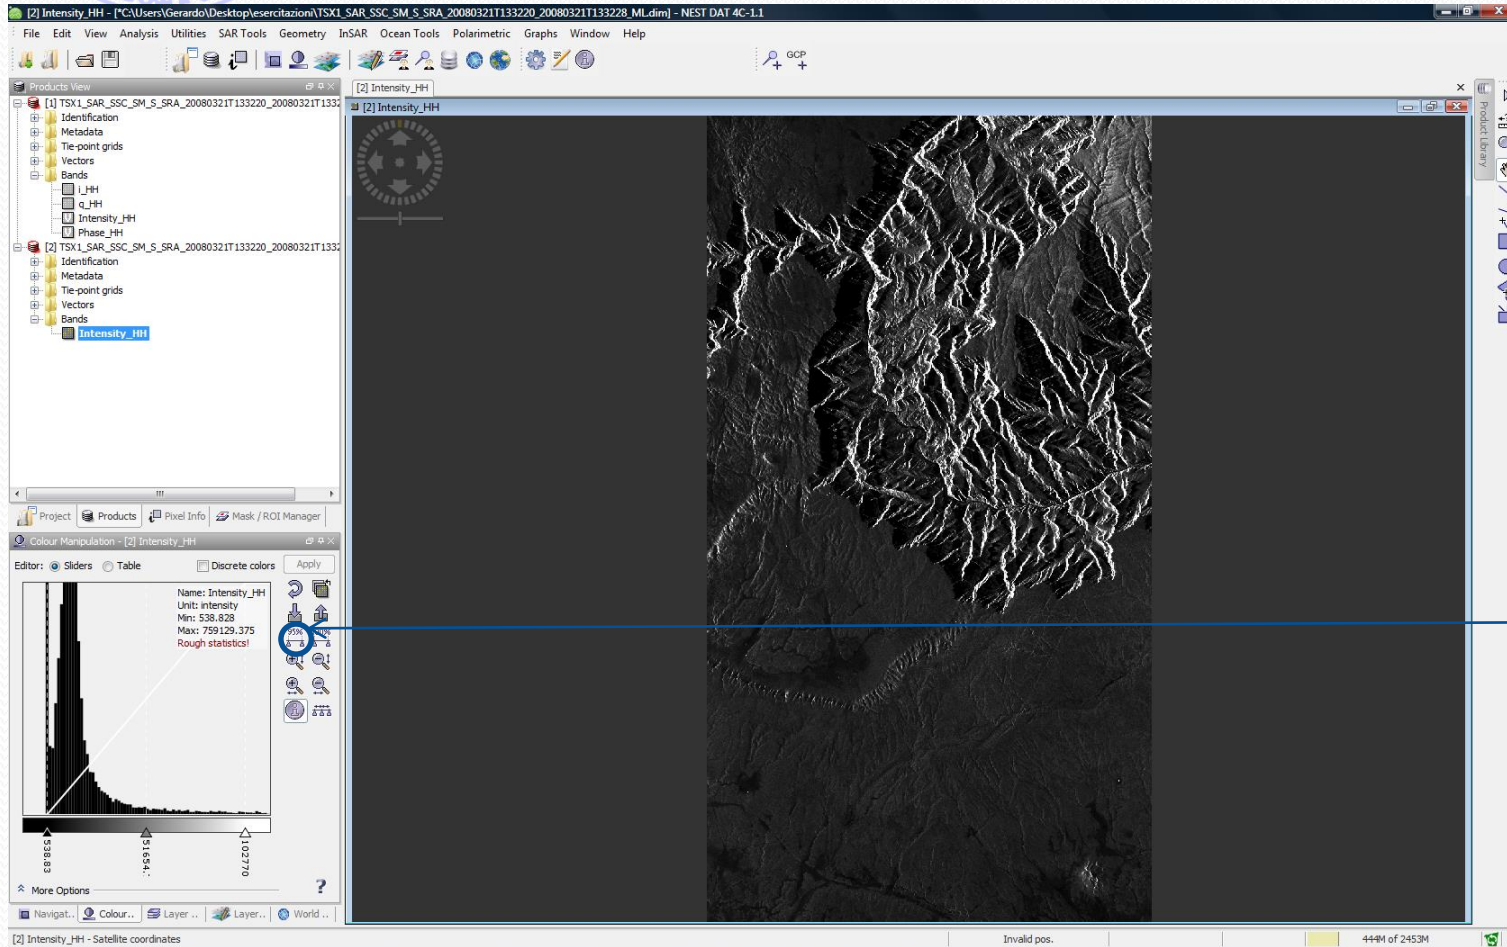 [2] Intensity_HH - [*C:\Users\Gerardo\Desktop\esercitazioni\TSX1_SAR_SSC_SM_S_SRA_20080321T133220_20080321T133228_ML.dim] - NEST DAT 4C-1.1
File Edit View Analysis Utilities SAR Tools Geometry InSAR Ocean Tools Polarimetric Graphs Window Help
GCP
Products View
[1] TSX1_SAR_SSC_SM_S_SRA_20080321T133220_20080321T1332
Identification
Metadata
Tie-point grids
Vectors
Bands
i_HH
q_HH
Intensity_HH
Phase_HH
[2] TSX1_SAR_SSC_SM_S_SRA_20080321T133220_20080321T1332
Identification
Metadata
Tie-point grids
Vectors
Bands
Intensity_HH
Project Products Pixel Info Mask / ROI Manager
Colour Manipulation - [2] Intensity_HH
Editor: Sliders Table Discrete colors Apply
Name: Intensity_HH
Unit: intensity
Min: 538.828
Max: 759129.375
Rough statistics!
95%
538.83
51654.
102770
More Options
?
Navigat.. Colour.. Layer .. Layer.. World ..
[2] Intensity_HH
[2] Intensity_HH
Product Library
[2] Intensity_HH - Satellite coordinates
Invalid pos.
444M of 2453M